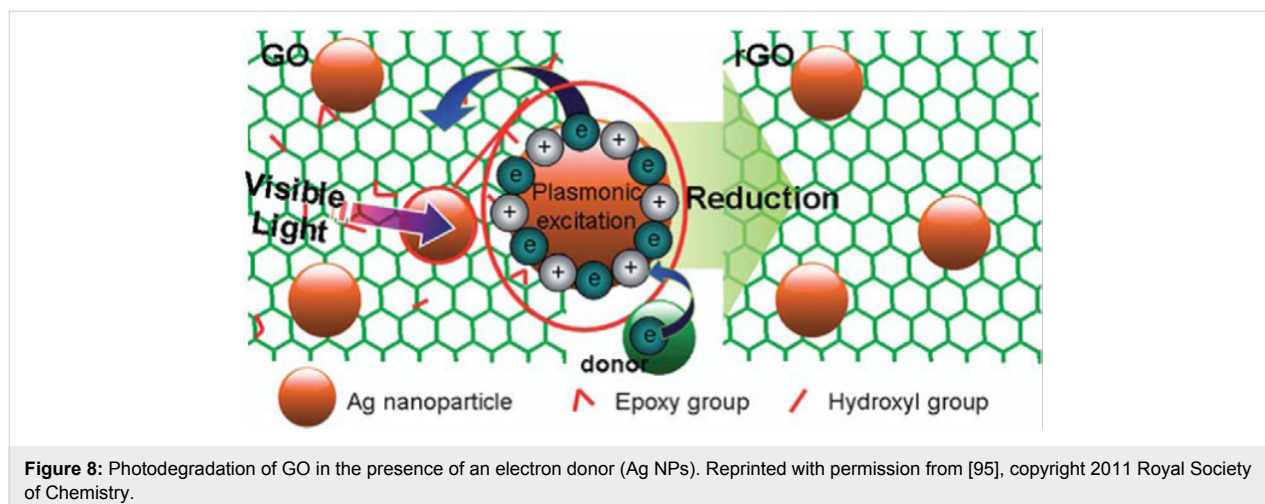 GO
rGO
Visible
Light
e
+
+
e
e
+
+
e
e
+
+
e
Plasmonic
excitation
Reduction
e
donor
Ag nanoparticle
Epoxy group
Hydroxyl group
Figure 8: Photodegradation of GO in the presence of an electron donor (Ag NPs). Reprinted with permission from [95], copyright 2011 Royal Society
of Chemistry.